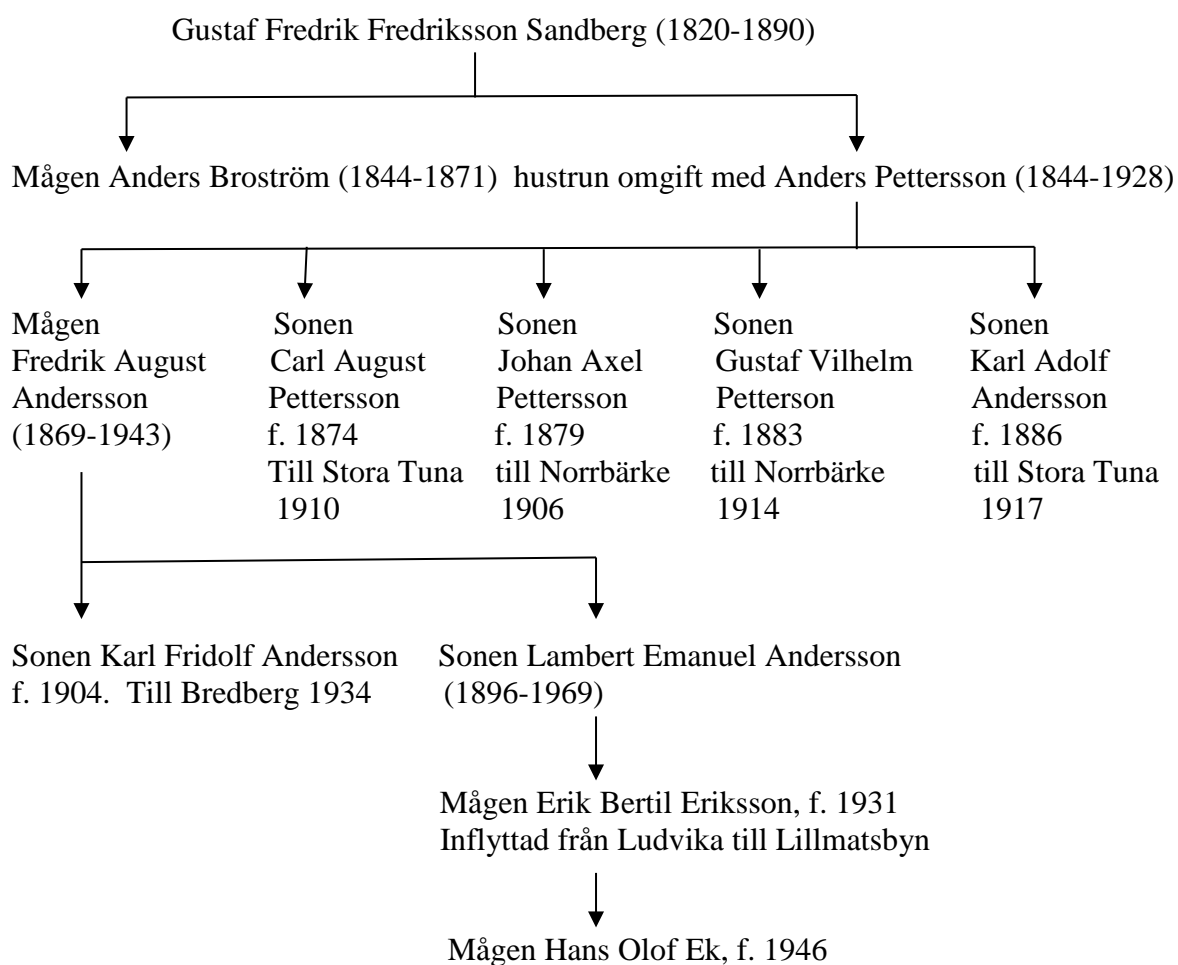 Gustaf Fredrik Fredriksson Sandberg (1820-1890)
Mågen Anders Broström (1844-1871) hustrun omgift med Anders Pettersson (1844-1928)
Mågen
Fredrik August
Andersson
(1869-1943)
Sonen
Carl August
Pettersson
f. 1874
Till Stora Tuna
1910
Sonen
Johan Axel
Pettersson
f. 1879
till Norrbärke
1906
Sonen
Gustaf Vilhelm
Petterson
f. 1883
till Norrbärke
1914
Sonen
Karl Adolf
Andersson
f. 1886
till Stora Tuna
1917
Sonen Karl Fridolf Andersson
f. 1904. Till Bredberg 1934
Sonen Lambert Emanuel Andersson
(1896-1969)
Mågen Erik Bertil Eriksson, f. 1931
Inflyttad från Ludvika till Lillmatsbyn
Mågen Hans Olof Ek, f. 1946